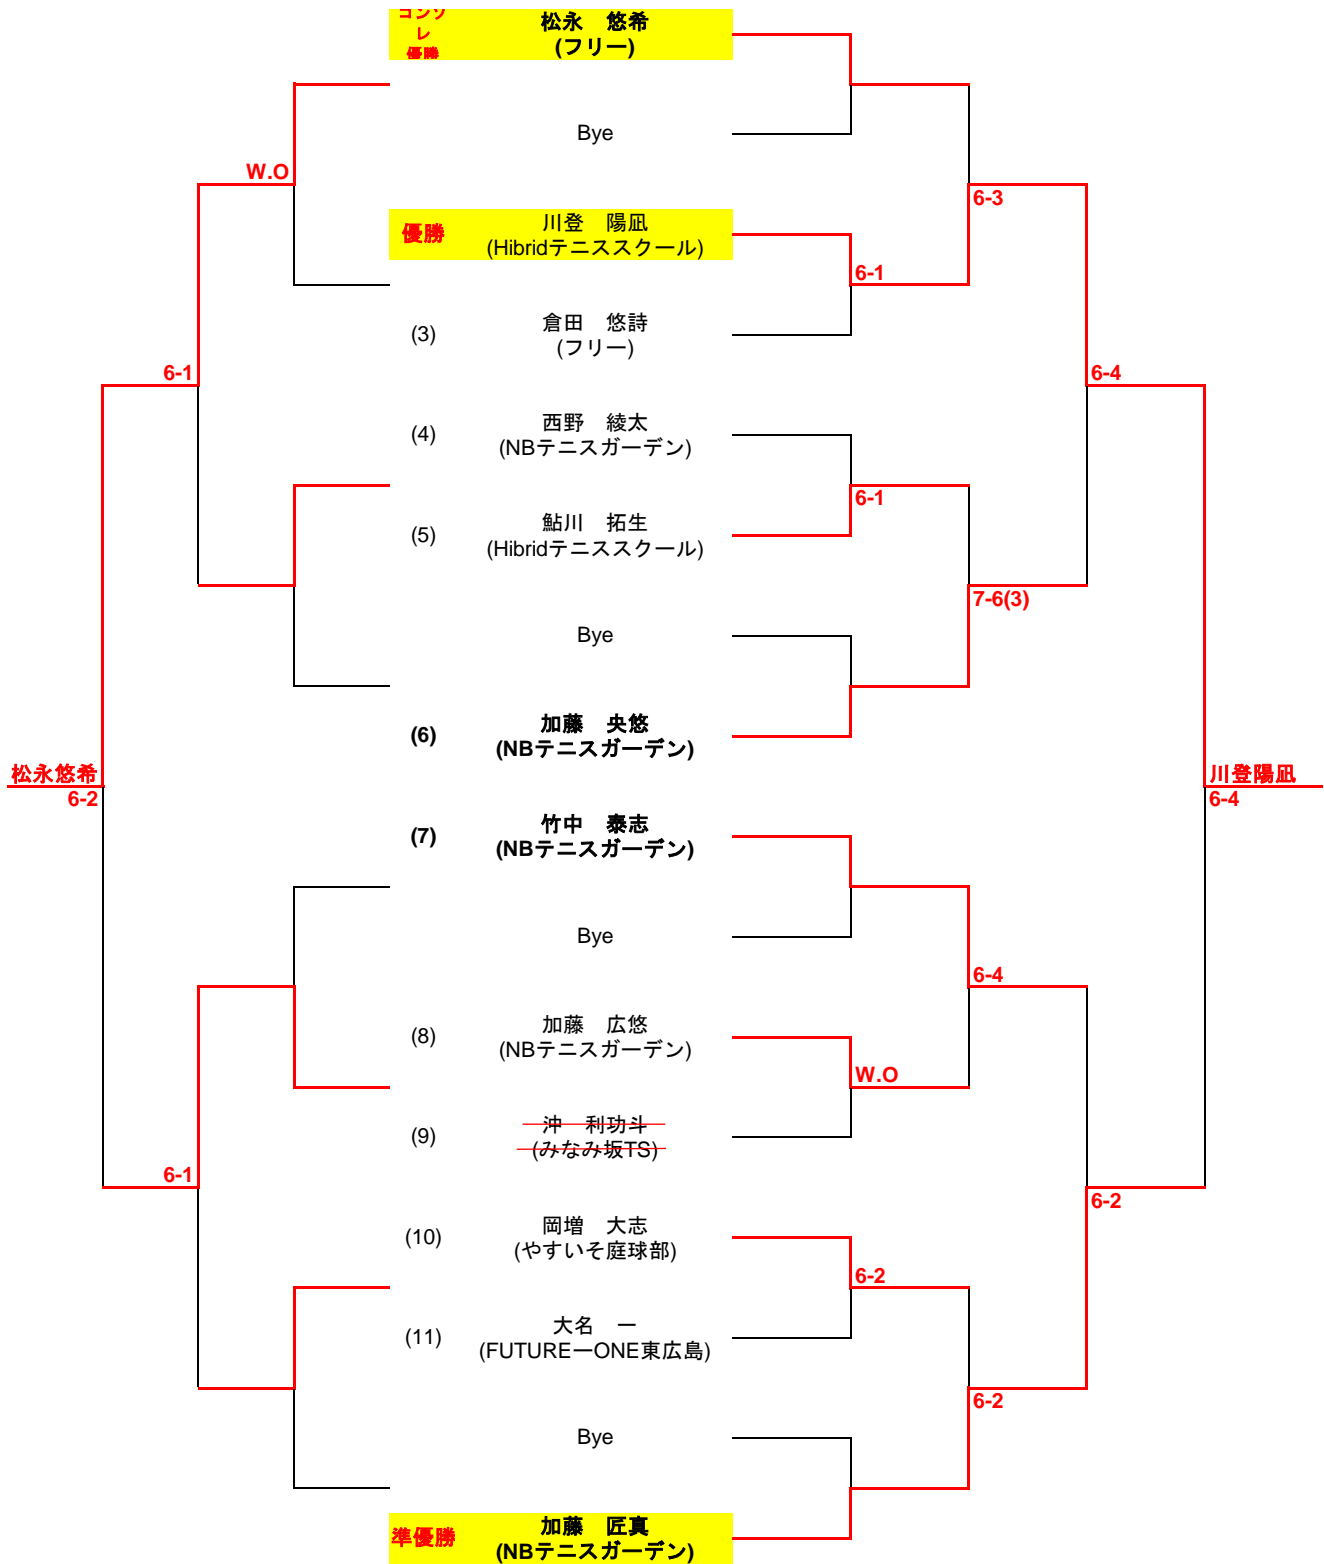 コンソ
レ
優勝
松永　悠希
(フリー)
Bye
W.O
6-3
優勝
川登　陽凪
(Hibridテニススクール)
6-1
(3)
倉田　悠詩
(フリー)
6-1
6-4
(4)
西野　綾太
(NBテニスガーデン)
6-1
(5)
鮎川　拓生
(Hibridテニススクール)
7-6(3)
Bye
(6)
加藤　央悠
(NBテニスガーデン)
松永悠希
6-2
川登陽凪
6-4
(7)
竹中　泰志
(NBテニスガーデン)
Bye
6-4
(8)
加藤　広悠
(NBテニスガーデン)
W.O
(9)
沖　利功斗
(みなみ坂TS)
6-1
6-2
(10)
岡増　大志
(やすいそ庭球部)
6-2
(11)
大名　一
(FUTUREーONE東広島)
6-2
Bye
準優勝
加藤　匠真
(NBテニスガーデン)